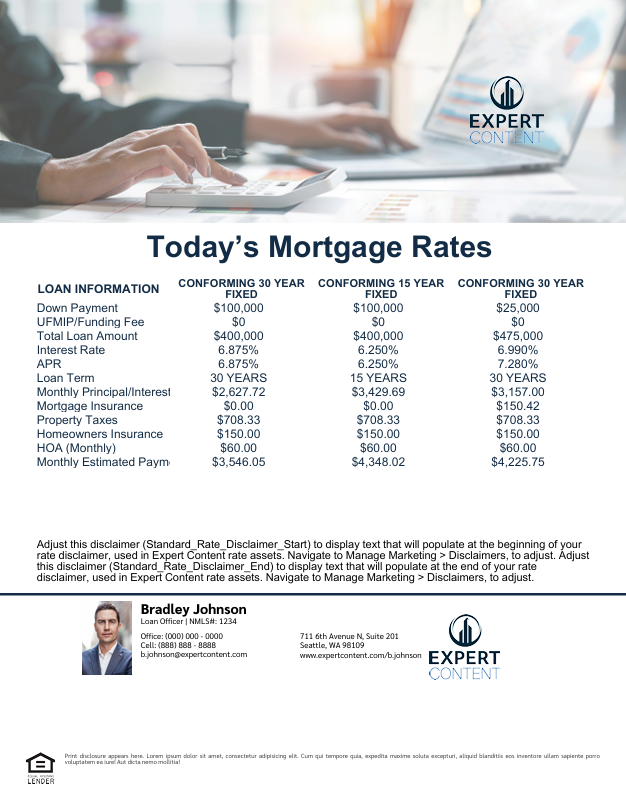 EXPERT
CONTENT
Today’s Mortgage Rates
LOAN INFORMATION CONFORMING 30 YEAR FIXED CONFORMING 15 YEAR FIXED CONFORMING 30 YEAR FIXED
Down Payment $100,000 $100,000 $25,000
UFMIP/Funding Fee $0 $0 $0
Total Loan Amount $400,000 $400,000 $475,000
Interest Rate 6.875% 6.250% 6.990%
APR 6.875% 6.250% 7.280%
Loan Term 30 YEARS 15 YEARS 30 YEARS
Monthly Principal/Interest $2,627.72 $3,429.69 $3,157.00
Mortgage Insurance $0.00 $0.00 $150.42
Property Taxes $708.33 $708.33 $708.33
Homeowners Insurance $150.00 $150.00 $150.00
HOA (Monthly) $60.00 $60.00 $60.00
Monthly Estimated Paym $3,546.05 $4,348.02 $4,225.75
Adjust this disclaimer (Standard_Rate_Disclaimer_Start) to display text that will populate at the beginning of your
rate disclaimer, used in Expert Content rate assets. Navigate to Manage Marketing > Disclaimers, to adjust. Adjust
this disclaimer (Standard_Rate_Disclaimer_End) to display text that will populate at the end of your rate
disclaimer, used in Expert Content rate assets. Navigate to Manage Marketing > Disclaimers, to adjust.
Bradley Johnson
Loan Officer | NMLS#: 1234
Office: (000) 000 - 0000
Cell: (888) 888 - 8888
b.johnson@expertcontent.com
711 6th Avenue N, Suite 201
Seattle, WA 98109
www.expertcontent.com/b.johnson
EXPERT
CONTENT
EQUAL HOUSING
LENDER
Print disclosure appears here. Lorem ipsum dolor sit amet, consectetur adipisicing elit. Cum qui tempore quia, expedita maxime soluta excepturi, aliquid blanditiis eos inventore ullam sapiente porro
voluptatem ea iure! Aut dicta nemo mollitia!